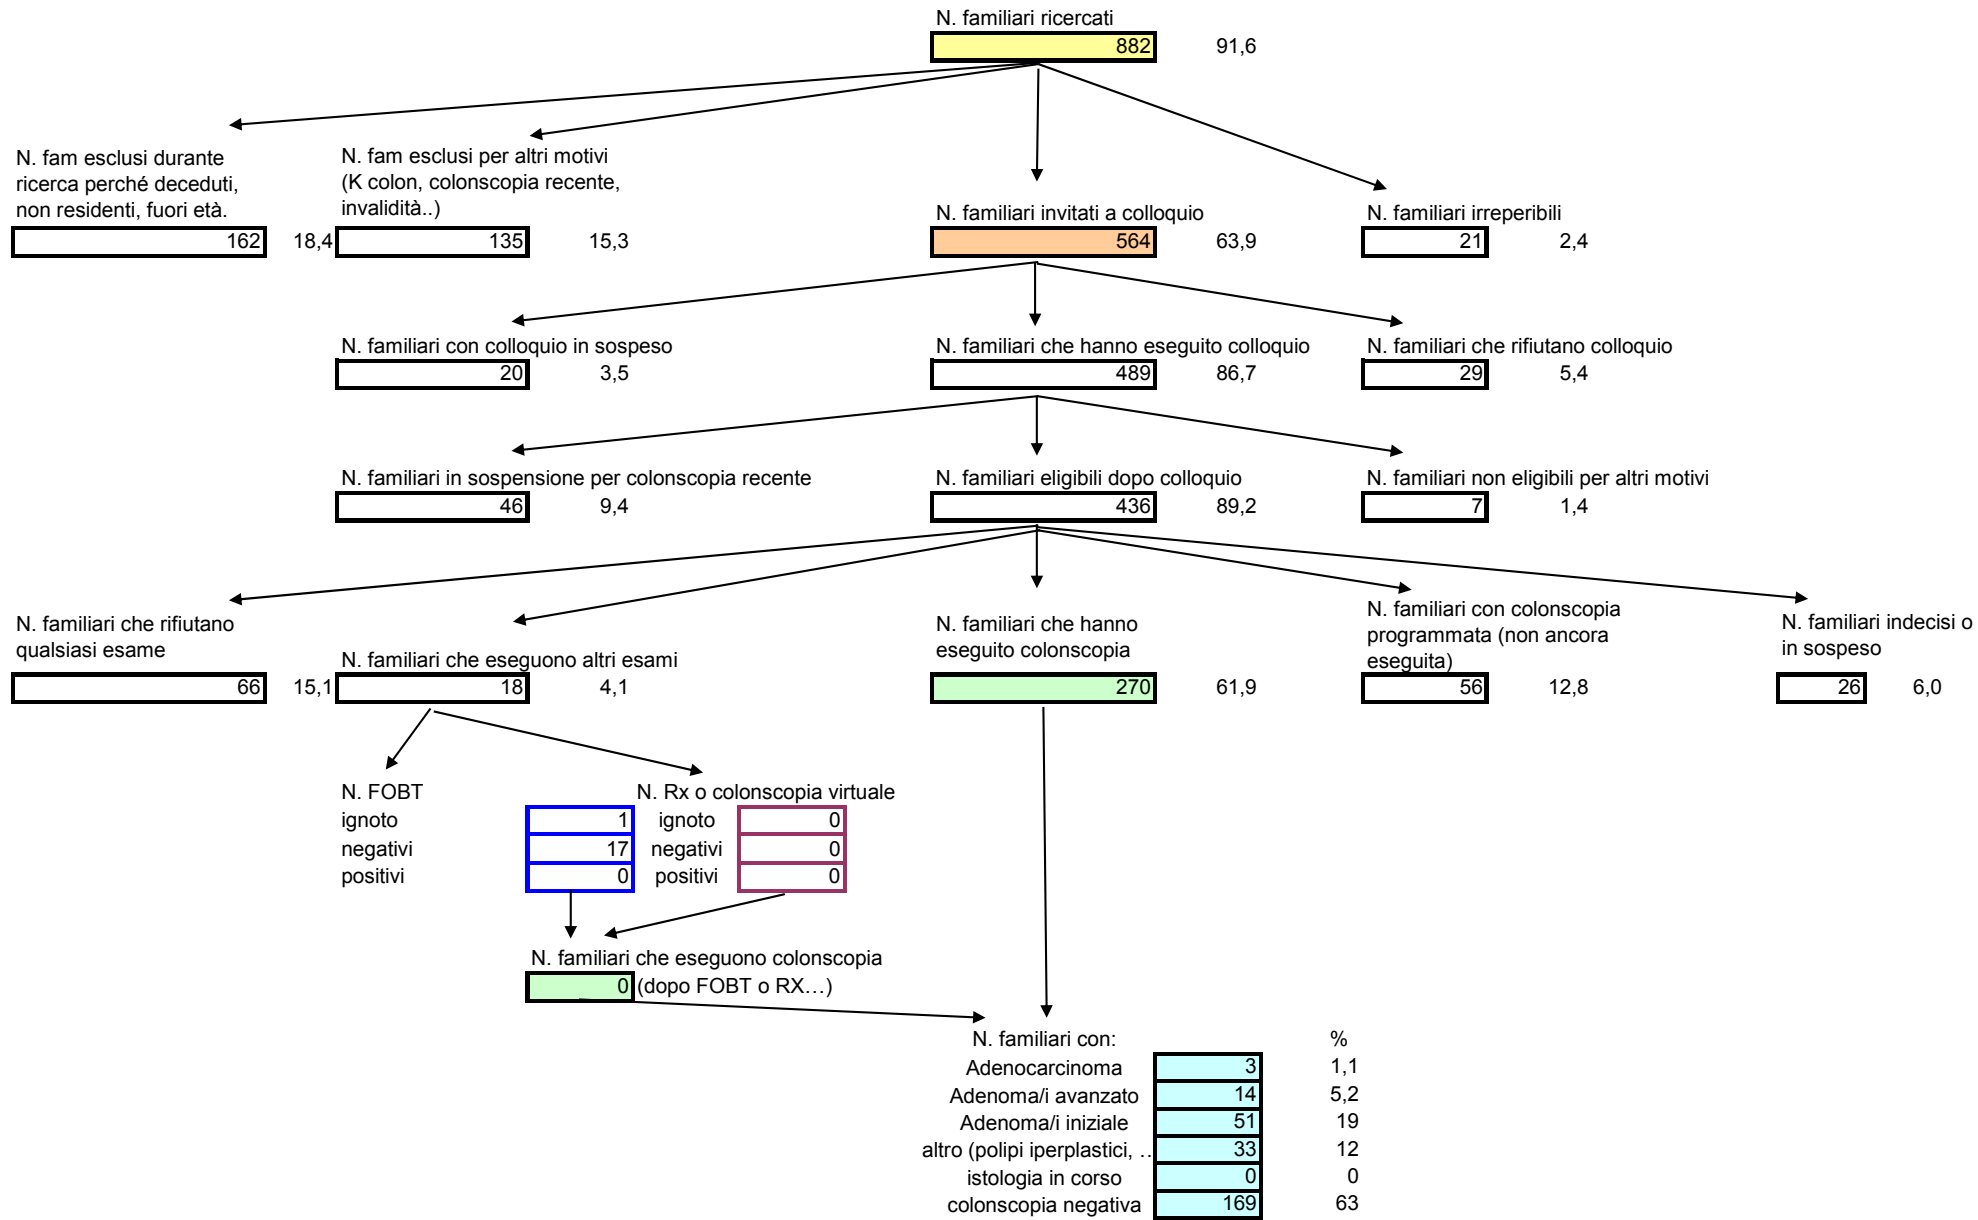 N. familiari ricercati
882 91,6
N. fam esclusi durante
ricerca perché deceduti,
non residenti, fuori età.
162 18,4
N. fam esclusi per altri motivi
(K colon, colonscopia recente,
invalidità..)
135 15,3
N. familiari invitati a colloquio
564 63,9
N. familiari irreperibili
21 2,4
N. familiari con colloquio in sospeso
20 3,5
N. familiari che hanno eseguito colloquio
489 86,7
N. familiari che rifiutano colloquio
29 5,4
N. familiari in sospensione per colonscopia recente
46 9,4
N. familiari eligibili dopo colloquio
436 89,2
N. familiari non eligibili per altri motivi
7 1,4
N. familiari che rifiutano
qualsiasi esame
66 15,1
N. familiari che eseguono altri esami
18 4,1
N. familiari che hanno
eseguito colonscopia
270 61,9
N. familiari con colonscopia
programmata (non ancora
eseguita)
56 12,8
N. familiari indecisi o
in sospeso
26 6,0
N. FOBT
ignoto 1
negativi 17
positivi 0
N. Rx o colonscopia virtuale
ignoto 0
negativi 0
positivi 0
N. familiari che eseguono colonscopia
0 (dopo FOBT o RX…)
N. familiari con: %
Adenocarcinoma 3 1,1
Adenoma/i avanzato 14 5,2
Adenoma/i iniziale 51 19
altro (polipi iperplastici, .. 33 12
istologia in corso 0 0
colonscopia negativa 169 63